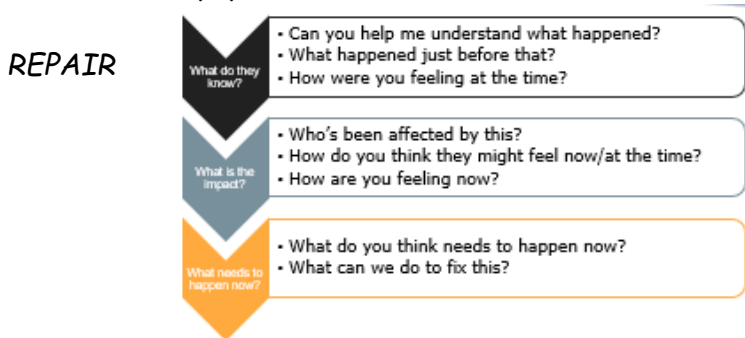 REPAIR
What do they
know?
• Can you help me understand what happened?
• What happened just before that?
• How were you feeling at the time?
What is the
impact?
• Who's been affected by this?
• How do you think they might feel now/at the time?
• How are you feeling now?
What needs to
happen now?
• What do you think needs to happen now?
• What can we do to fix this?